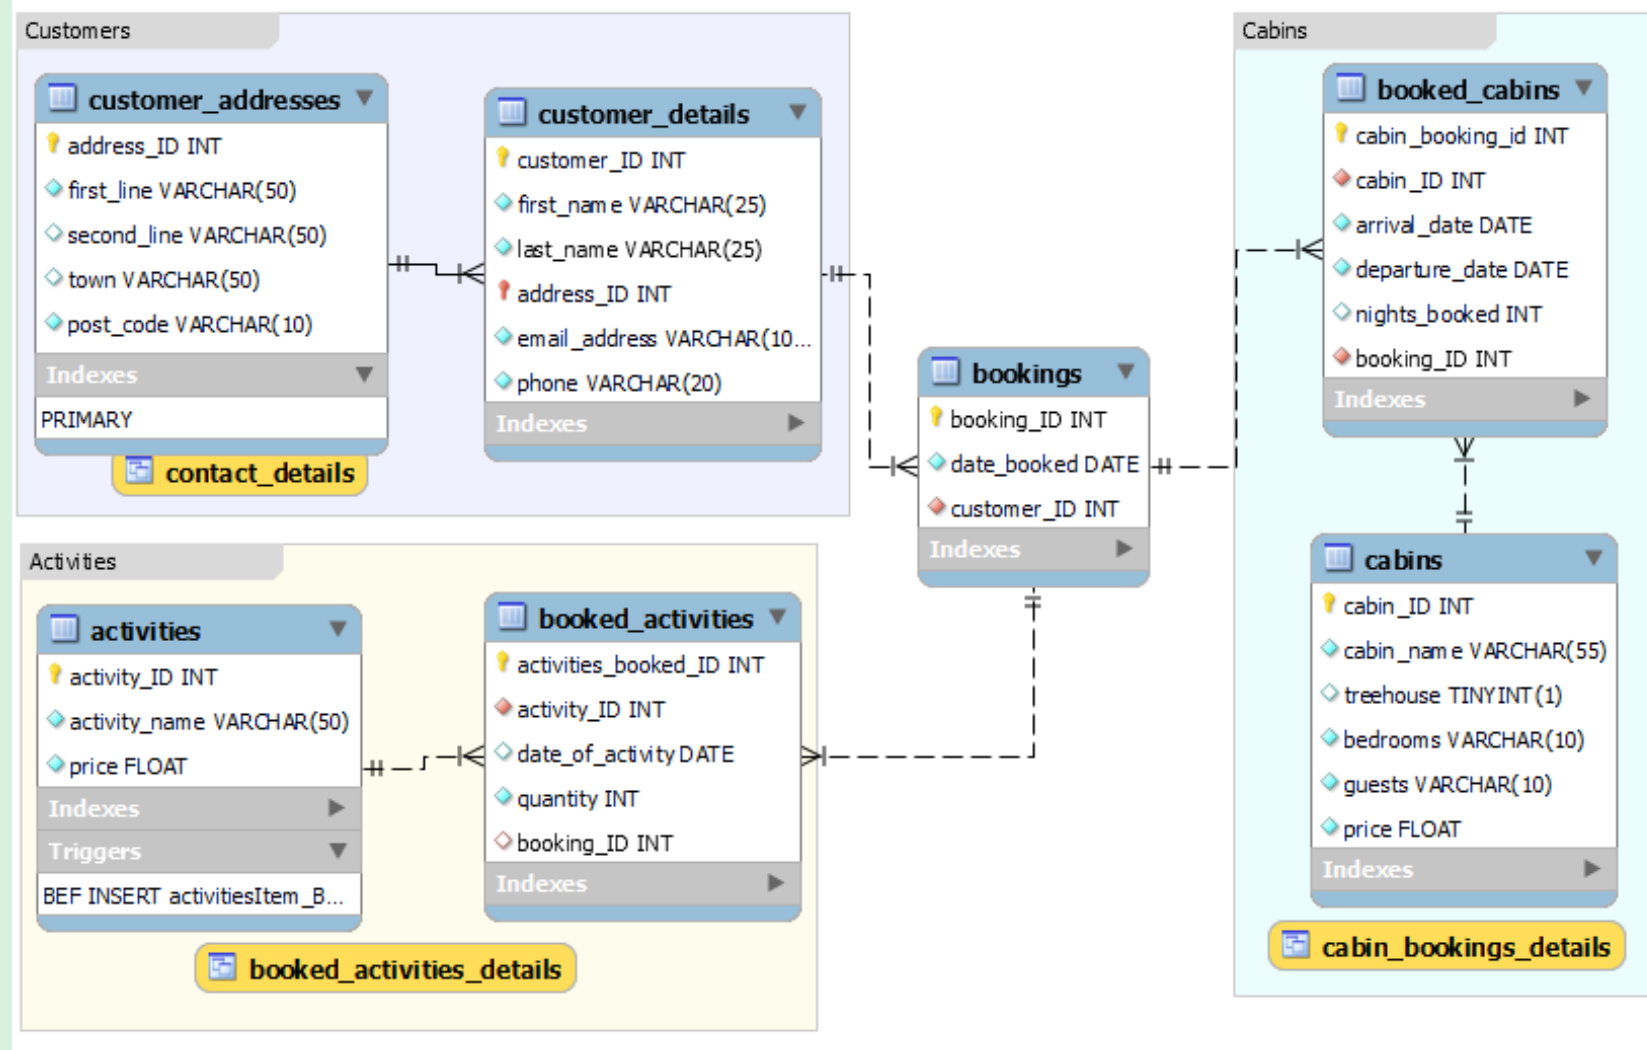 Customers
customer_addresses
address_ID INT
first_line VARCHAR(50)
second_line VARCHAR(50)
town VARCHAR(50)
post_code VARCHAR(10)
Indexes
PRIMARY
contact_details
customer_details
customer_ID INT
first_name VARCHAR(25)
last_name VARCHAR(25)
address_ID INT
email_address VARCHAR(10...
phone VARCHAR(20)
Indexes
bookings
booking_ID INT
date_booked DATE
customer_ID INT
Indexes
Cabins
booked_cabins
cabin_booking_id INT
cabin_ID INT
arrival_date DATE
departure_date DATE
nights_booked INT
booking_ID INT
Indexes
cabins
cabin_ID INT
cabin_name VARCHAR(55)
treehouse TINYINT(1)
bedrooms VARCHAR(10)
guests VARCHAR(10)
price FLOAT
Indexes
cabin_bookings_details
Activities
activities
activity_ID INT
activity_name VARCHAR(50)
price FLOAT
Indexes
Triggers
BEF INSERT activitiesItem_B...
booked_activities
activities_booked_ID INT
activity_ID INT
date_of_activity DATE
quantity INT
booking_ID INT
Indexes
booked_activities_details